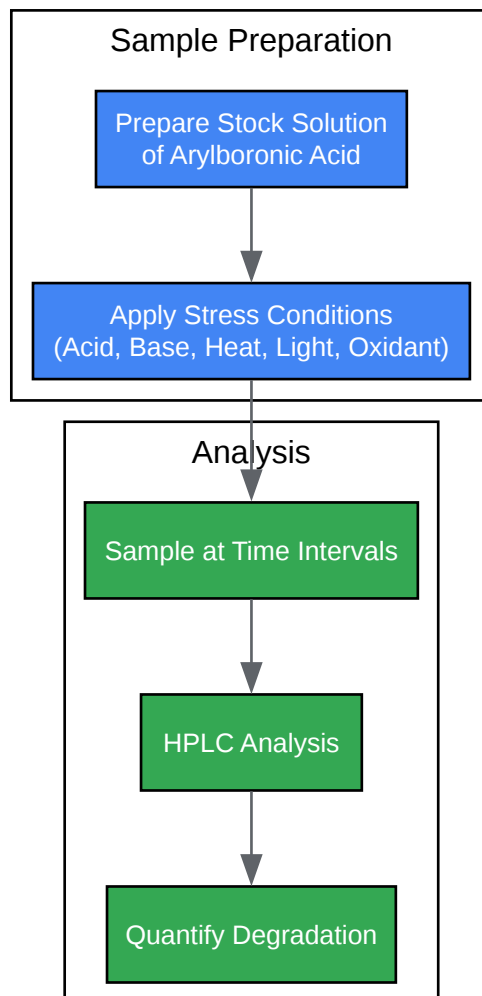 Sample Preparation
Prepare Stock Solution
of Arylboronic Acid
Apply Stress Conditions
(Acid, Base, Heat, Light, Oxidant)
Analysis
Sample at Time Intervals
HPLC Analysis
Quantify Degradation